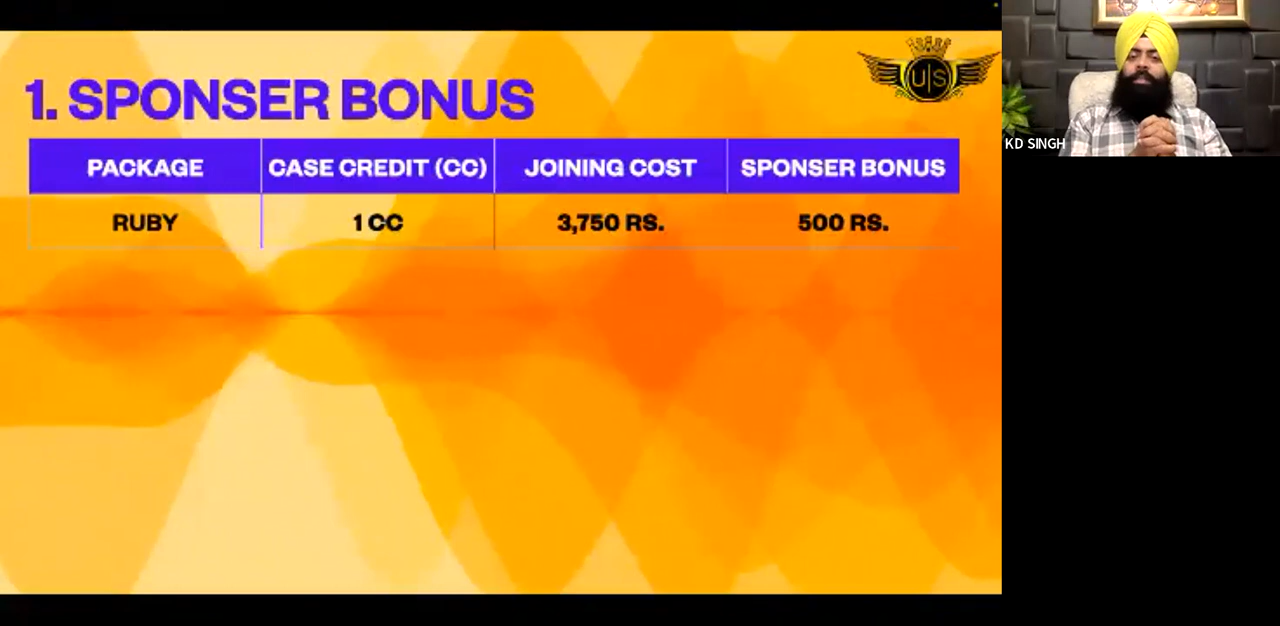 1. SPONSER BONUS
U|S
PACKAGE CASE CREDIT (CC) JOINING COST SPONSER BONUS
RUBY 1 CC 3,750 RS. 500 RS.
KD SINGH